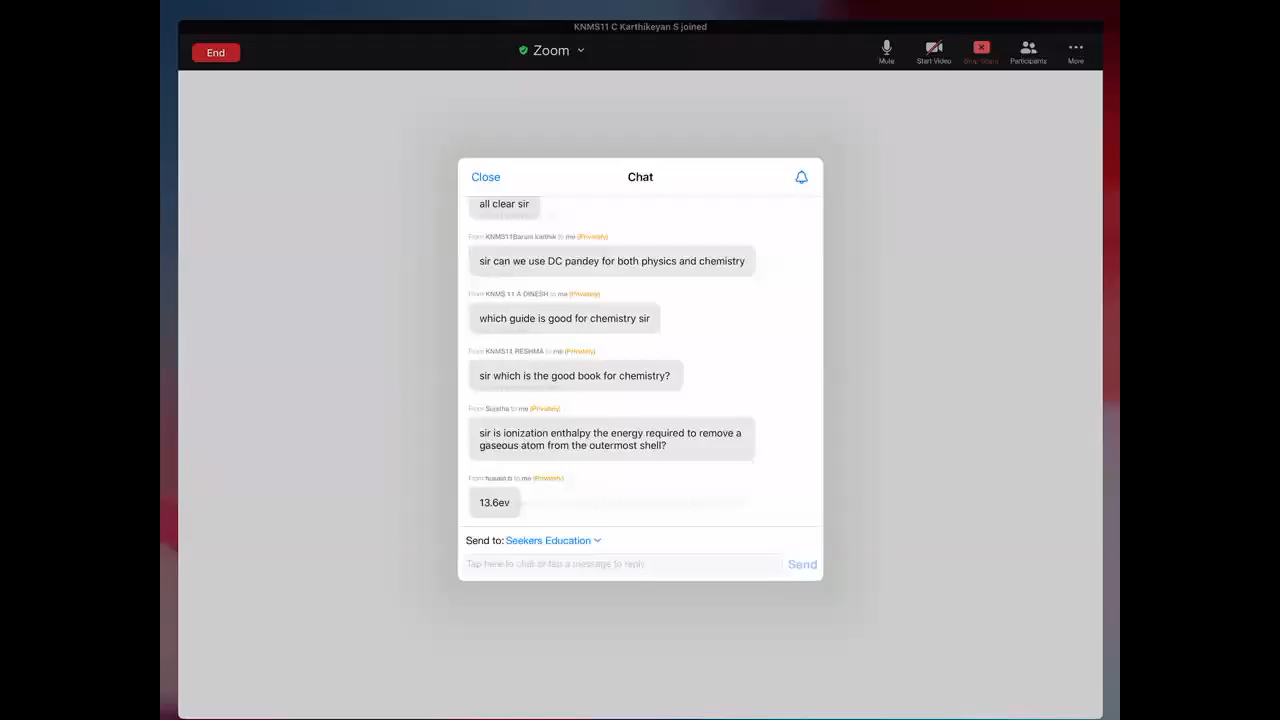 KNMS11 C Karthikeyan S joined
End
Zoom
Mute
Start Video
Stop Share
Participants
More
Close
Chat
all clear sir
From KNMS11Barani karthik to me (Privately)
sir can we use DC pandey for both physics and chemistry
From KNMS 11 A DINESH to me (Privately)
which guide is good for chemistry sir
From KNMS11 RESHMA to me (Privately)
sir which is the good book for chemistry?
From Sujitha to me (Privately)
sir is ionization enthalpy the energy required to remove a
gaseous atom from the outermost shell?
From to me (Privately)
13.6ev
Send to: Seekers Education
Tap here to chat or tap a message to reply
Send